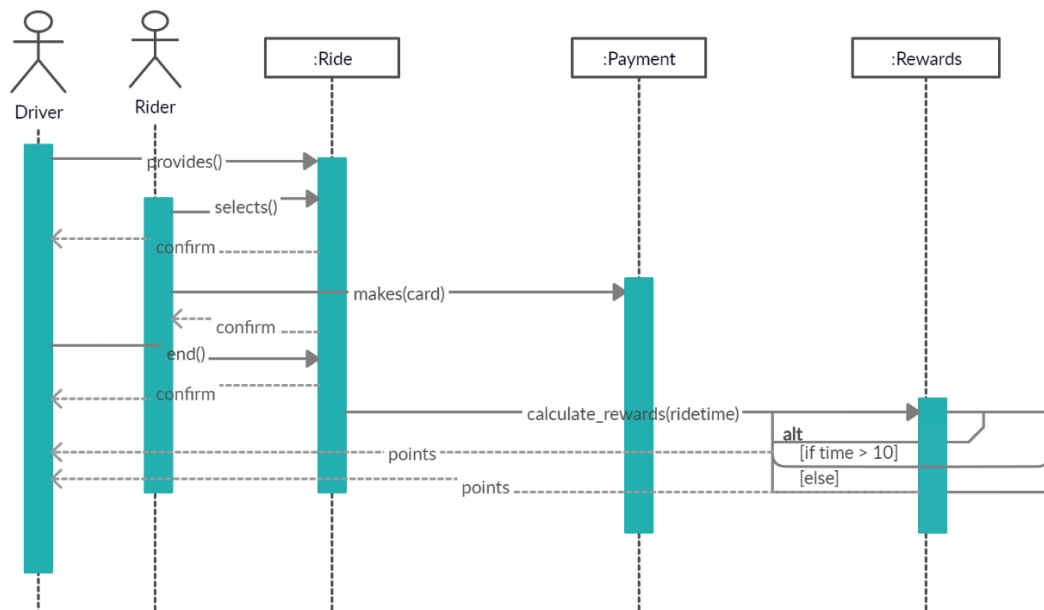 Driver
Rider
:Ride
:Payment
:Rewards
provides()
selects()
confirm
makes(card)
confirm
end()
confirm
calculate_rewards(ridetime)
alt
[if time > 10]
points
[else]
points